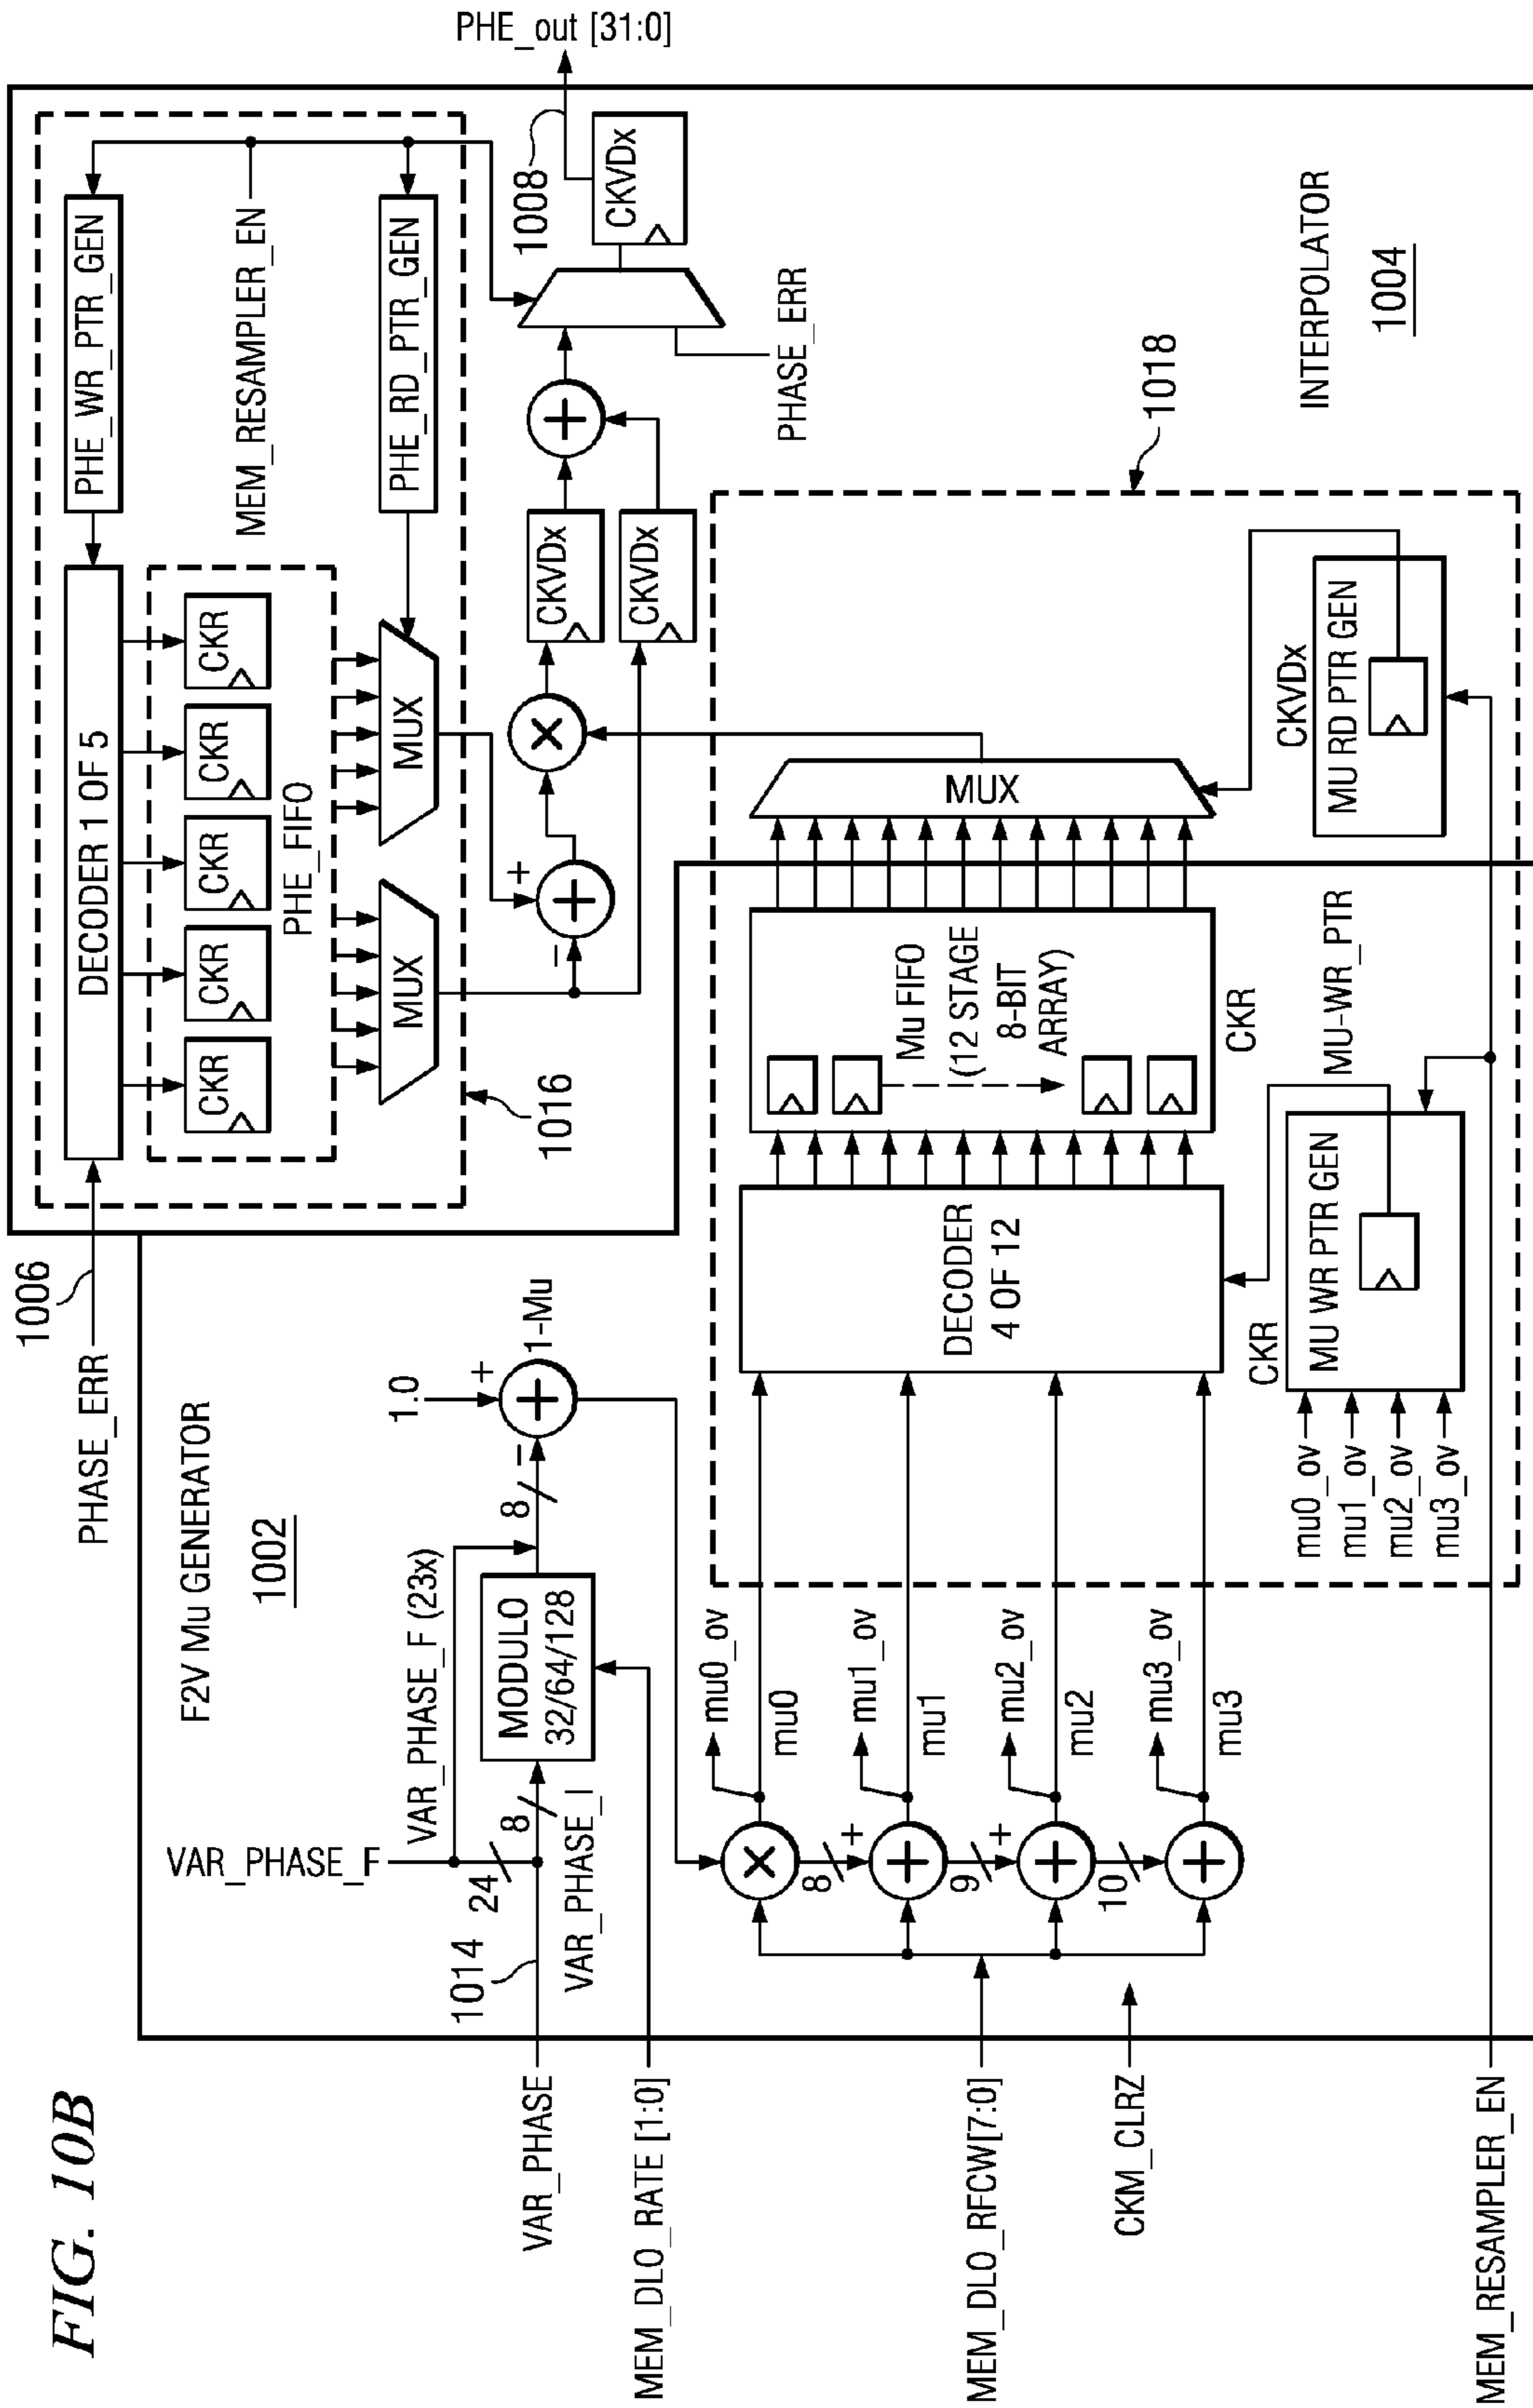 FIG. 10B
PHE_out [31:0]
1008
PHE_WR_PTR_GEN
MEM_RESAMPLER_EN
PHE_RD_PTR_GEN
DECODER 1 OF 5
CKR
CKR
CKR
CKR
CKR
PHE_FIFO
MUX
MUX
1016
1006
PHASE_ERR
CKVDx
CKVDx
CKVDx
PHASE_ERR
+
−
+
×
+
INTERPOLATOR
1004
1018
F2V Mu GENERATOR
1002
VAR_PHASE_F
VAR_PHASE_F (23x)
24
8
MODULO
32/64/128
8
−
1.0
+
+
1-Mu
1014
VAR_PHASE_I
VAR_PHASE
MEM_DLO_RATE [1:0]
MEM_DLO_RFCW[7:0]
CKM_CLRZ
MEM_RESAMPLER_EN
×
8
+
+
9
+
+
10
+
mu0_ov
mu0
mu1_ov
mu1
mu2_ov
mu2
mu3_ov
mu3
DECODER
4 OF 12
Mu FIFO
(12 STAGE
8-BIT
ARRAY)
CKR
MUX
CKR
MU WR PTR GEN
mu0_ov
mu1_ov
mu2_ov
mu3_ov
MU-WR_PTR
CKVDx
MU RD PTR GEN